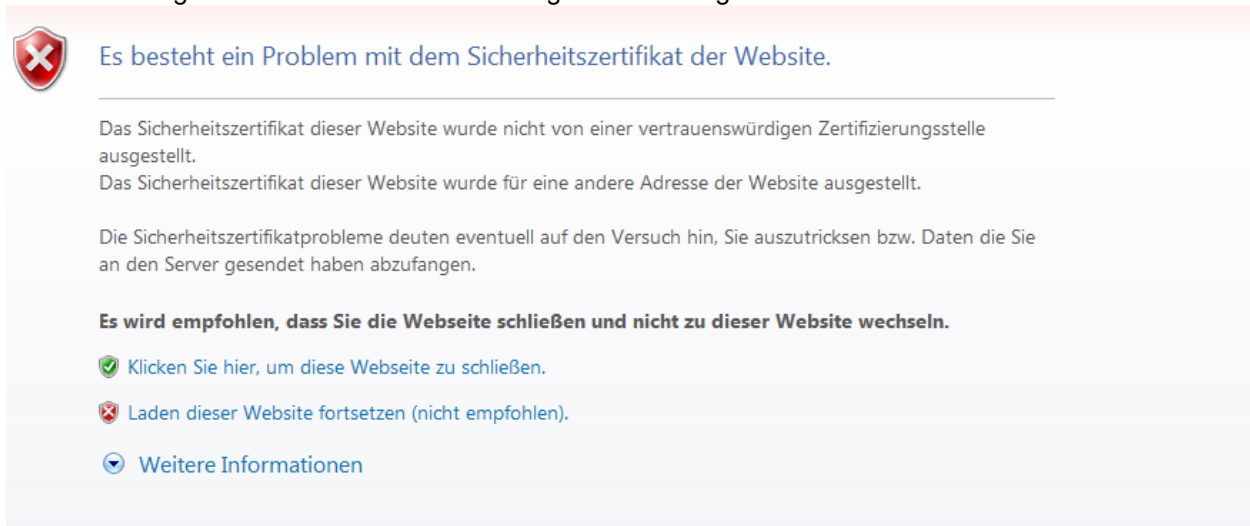 Es besteht ein Problem mit dem Sicherheitszertifikat der Website.
Das Sicherheitszertifikat dieser Website wurde nicht von einer vertrauenswürdigen Zertifizierungsstelle
ausgestellt.
Das Sicherheitszertifikat dieser Website wurde für eine andere Adresse der Website ausgestellt.
Die Sicherheitszertifikatprobleme deuten eventuell auf den Versuch hin, Sie auszutricksen bzw. Daten die Sie
an den Server gesendet haben abzufangen.
Es wird empfohlen, dass Sie die Webseite schließen und nicht zu dieser Website wechseln.
Klicken Sie hier, um diese Webseite zu schließen.
Laden dieser Website fortsetzen (nicht empfohlen).
Weitere Informationen